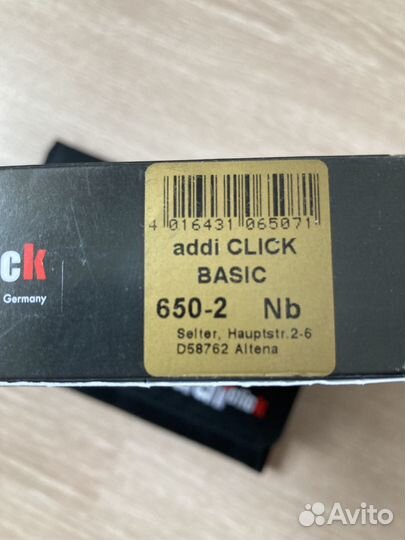 4 016431 065071
addi CLICK
BASIC
650-2 Nb
Selter, Hauptstr.2-6
D58762 Altena
ck
Germany
Avito